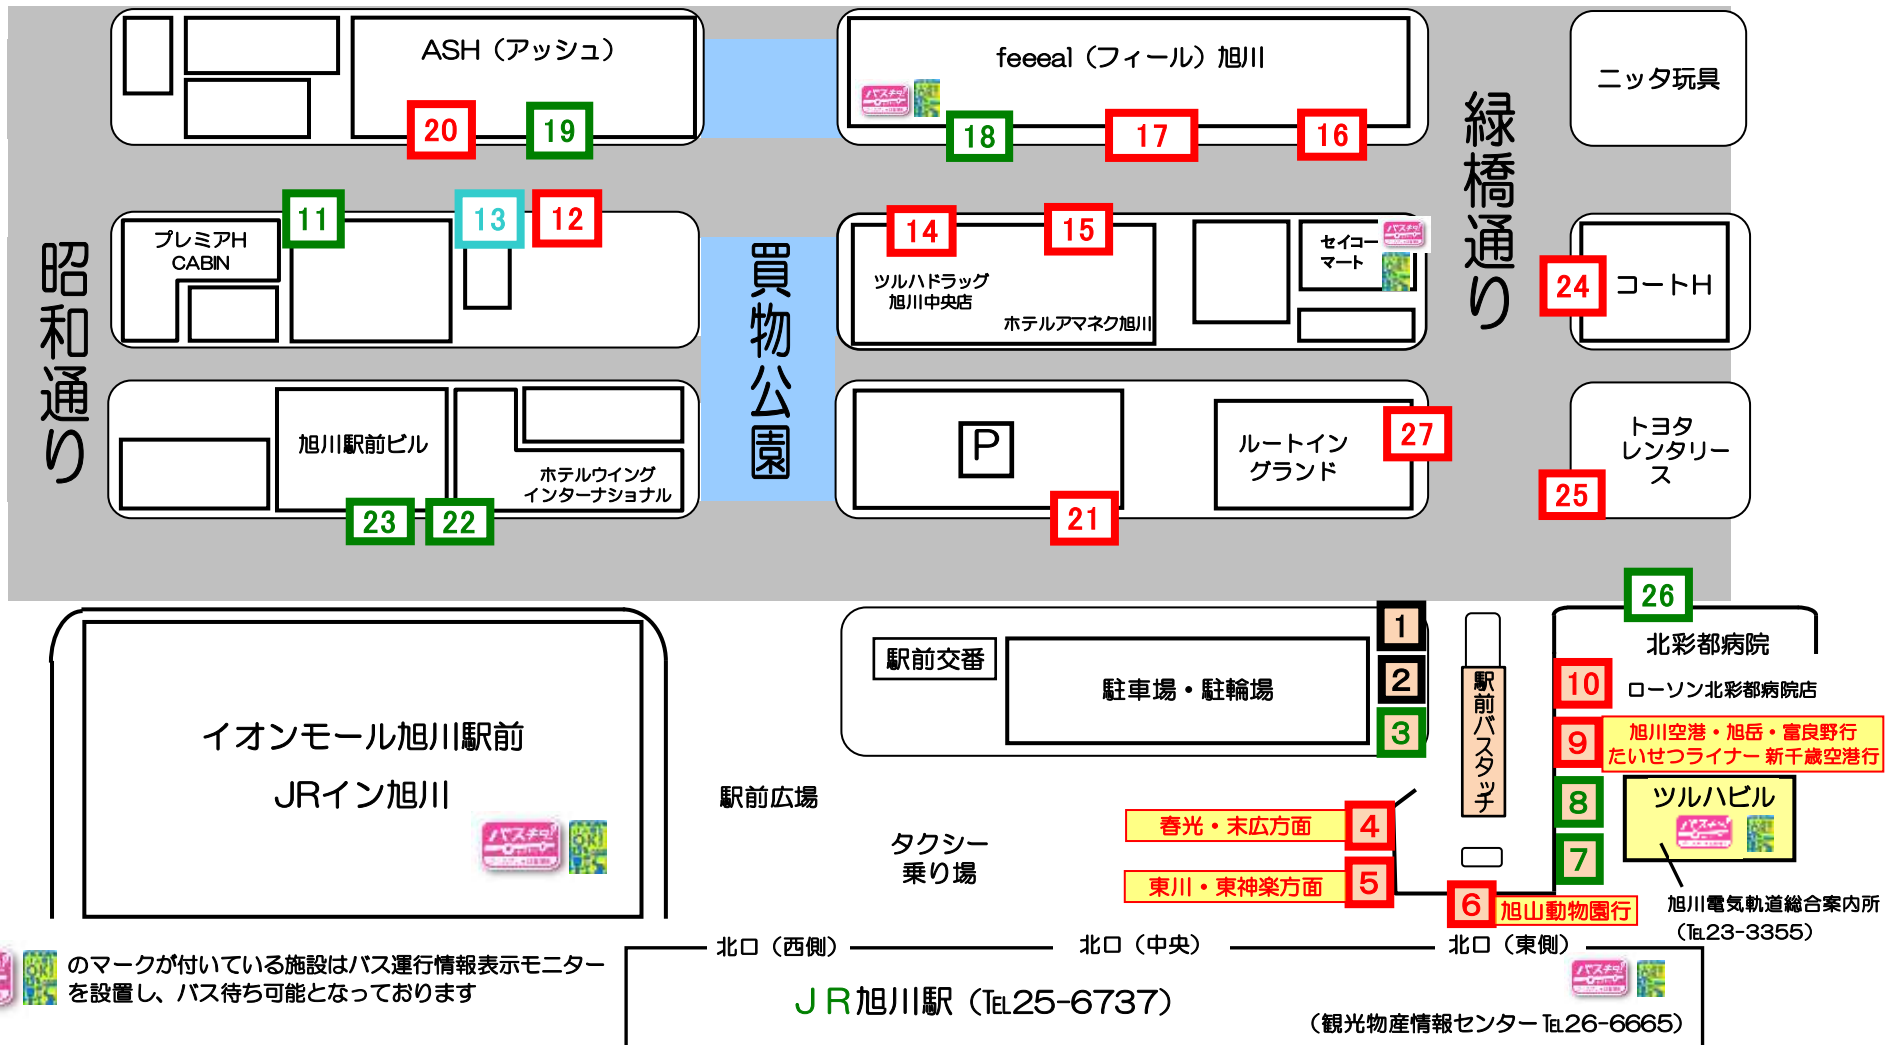 ASH（アッシュ）
feeeal（フィール）旭川
ニッタ玩具
20
19
18
17
16
緑橋通り
11
13
12
14
15
プレミアH
CABIN
昭和通り
買物公園
ツルハドラッグ
旭川中央店
ホテルアマネク旭川
セイコー
マート
バスキタ!
24
コートH
旭川駅前ビル
ホテルウイング
インターナショナル
23
22
P
21
ルートイン
グランド
27
トヨタ
レンタリー
ス
25
26
北彩都病院
1
2
3
駅前交番
駐車場・駐輪場
駅前バスタッチ
10
ローソン北彩都病院店
9
旭川空港・旭岳・富良野行
たいせつライナー 新千歳空港行
8
7
ツルハビル
イオンモール旭川駅前
JRイン旭川
バスキタ!
駅前広場
タクシー
乗り場
春光・末広方面
4
東川・東神楽方面
5
6
旭山動物園行
旭川電気軌道総合案内所
（℡23-3355）
北口（西側）
北口（中央）
北口（東側）
のマークが付いている施設はバス運行情報表示モニター
を設置し、バス待ち可能となっております
ＪＲ旭川駅（℡25-6737）
バスキタ!
（観光物産情報センター ℡26-6665）